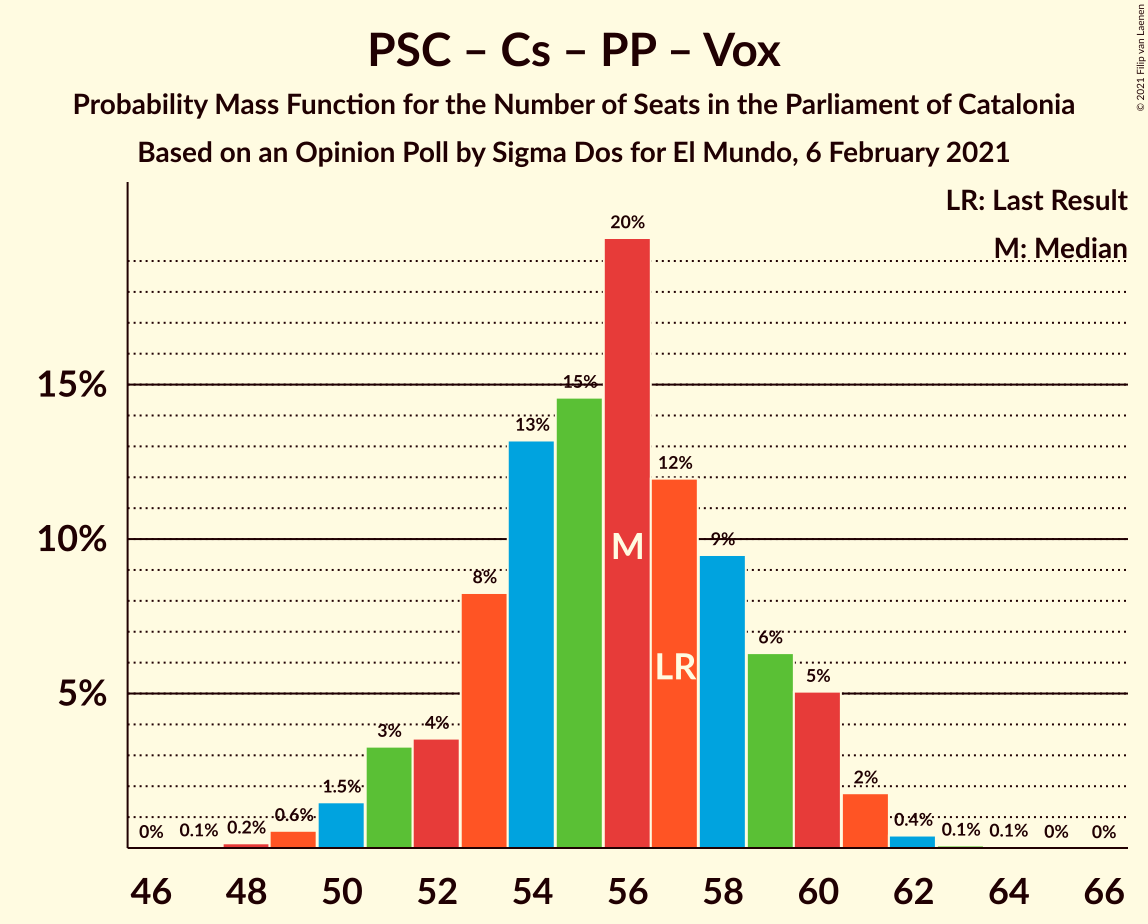 PSC – Cs – PP – Vox
Probability Mass Function for the Number of Seats in the Parliament of Catalonia
Based on an Opinion Poll by Sigma Dos for El Mundo, 6 February 2021
© 2021 Filip van Laenen
LR: Last Result
M: Median
15%
10%
5%
0%
0.1%
0.2%
0.6%
1.5%
3%
4%
8%
13%
15%
20%
12%
9%
6%
5%
2%
0.4%
0.1%
0.1%
0%
0%
M
LR
46 48 50 52 54 56 58 60 62 64 66